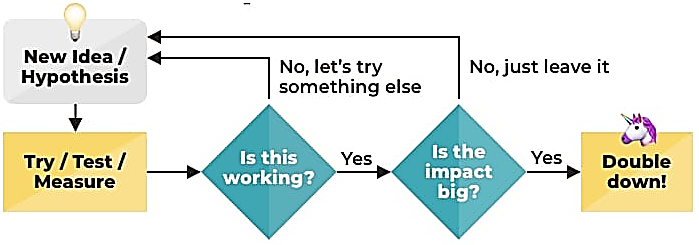 New Idea /
Hypothesis
No, let's try
something else
No, just leave it
Try / Test /
Measure
Is this
working?
Yes
Is the
impact
big?
Yes
Double
down!